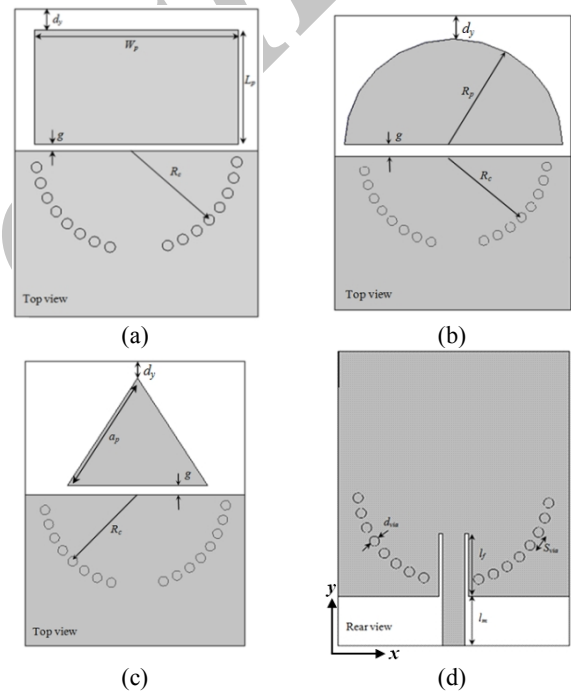 d_y
W_p
L_p
g
R_c
Top view
(a)
d_y
R_p
g
R_c
Top view
(b)
d_y
a_p
g
R_c
Top view
(c)
d_via
l_f
S_via
y
l_m
Rear view
x
(d)